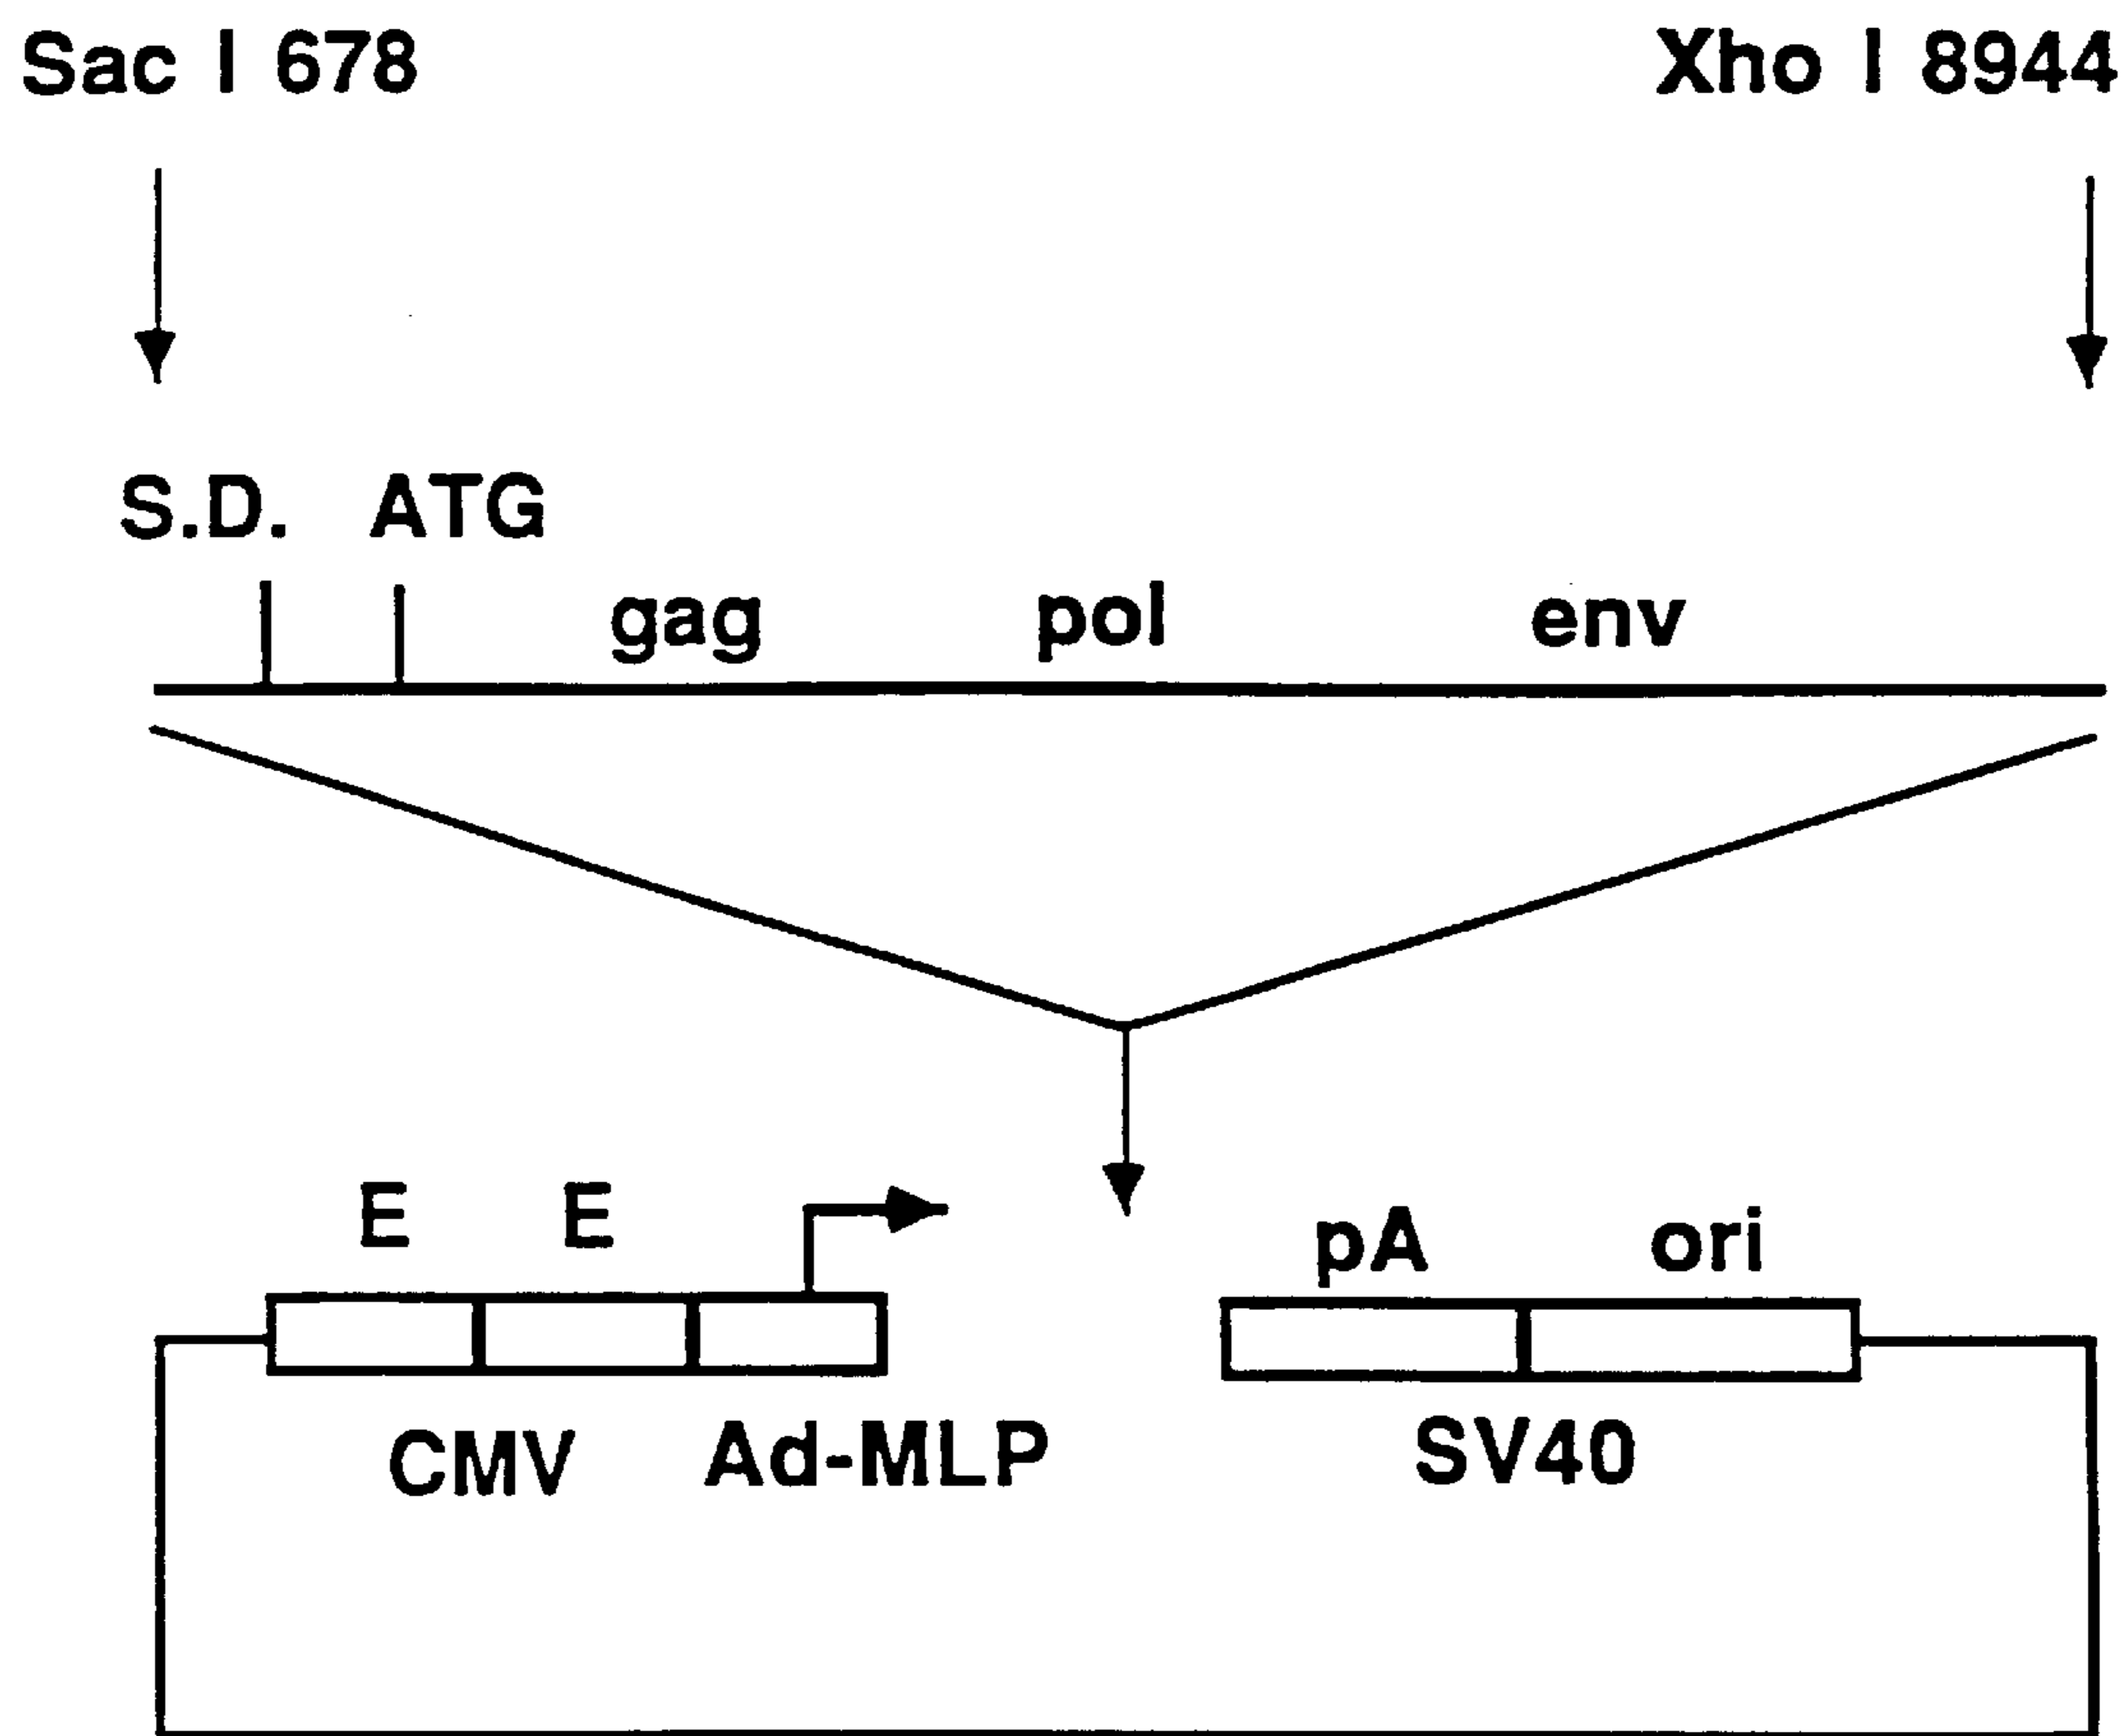 Sac I 678 Xho I 8944
S.D. ATG
gag pol env
E E
pA ori
CMV Ad-MLP SV40